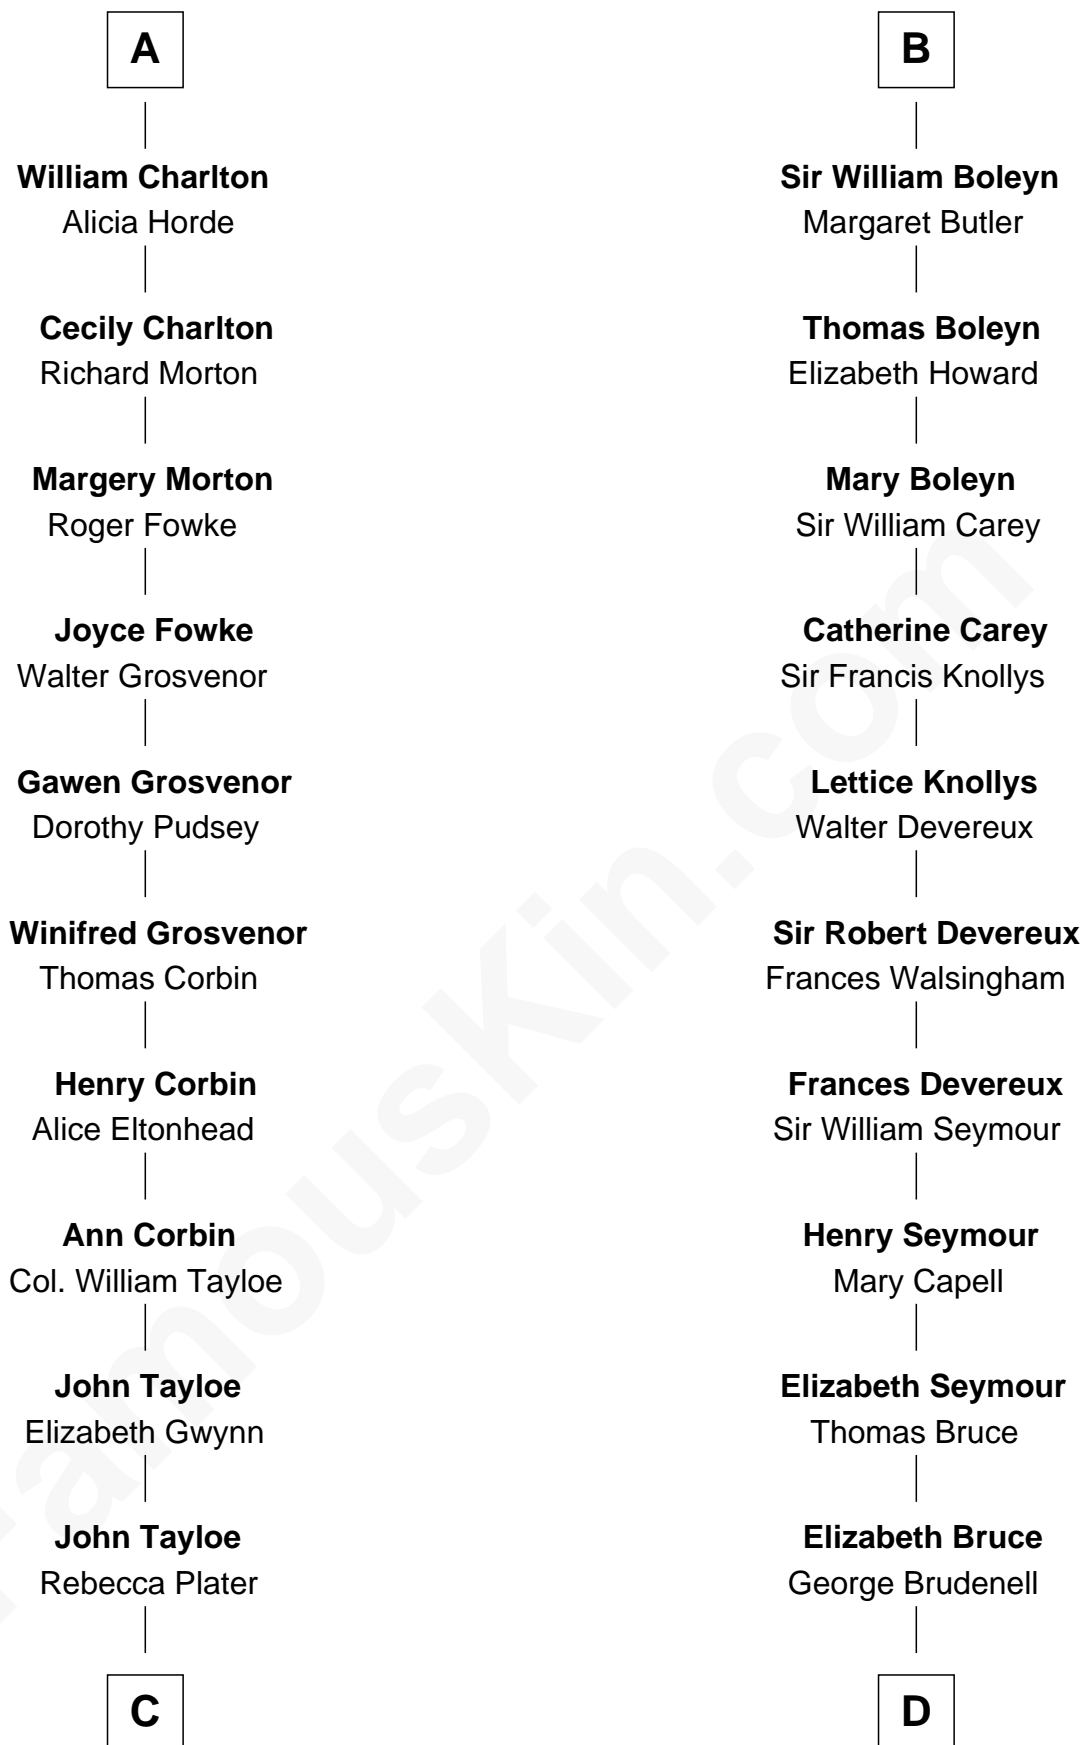 A
William Charlton
Alicia Horde
Cecily Charlton
Richard Morton
Margery Morton
Roger Fowke
Joyce Fowke
Walter Grosvenor
Gawen Grosvenor
Dorothy Pudsey
Winifred Grosvenor
Thomas Corbin
Henry Corbin
Alice Eltonhead
Ann Corbin
Col. William Tayloe
John Tayloe
Elizabeth Gwynn
John Tayloe
Rebecca Plater
C
B
Sir William Boleyn
Margaret Butler
Thomas Boleyn
Elizabeth Howard
Mary Boleyn
Sir William Carey
Catherine Carey
Sir Francis Knollys
Lettice Knollys
Walter Devereux
Sir Robert Devereux
Frances Walsingham
Frances Devereux
Sir William Seymour
Henry Seymour
Mary Capell
Elizabeth Seymour
Thomas Bruce
Elizabeth Bruce
George Brudenell
D
FamousKin.com